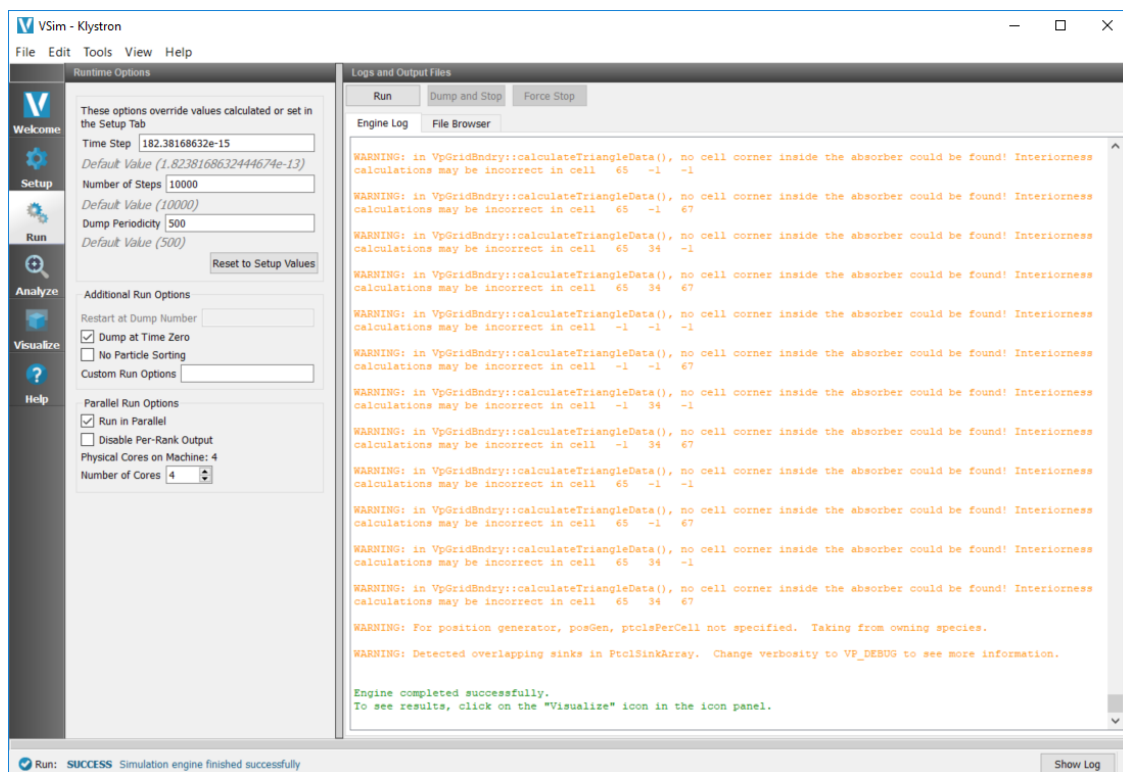 VSim - Klystron
File Edit Tools View Help
Runtime Options
Logs and Output Files
Welcome
Setup
Run
Analyze
Visualize
Help
These options override values calculated or set in
the Setup Tab
Time Step 182.38168632e-15
Default Value (1.8238168632444674e-13)
Number of Steps 10000
Default Value (10000)
Dump Periodicity 500
Default Value (500)
Reset to Setup Values
Additional Run Options
Restart at Dump Number
Dump at Time Zero
No Particle Sorting
Custom Run Options
Parallel Run Options
Run in Parallel
Disable Per-Rank Output
Physical Cores on Machine: 4
Number of Cores 4
Run Dump and Stop Force Stop
Engine Log File Browser
WARNING: in VpGridBndry::calculateTriangleData(), no cell corner inside the absorber could be found! Interiorness
calculations may be incorrect in cell 65 -1 -1
WARNING: in VpGridBndry::calculateTriangleData(), no cell corner inside the absorber could be found! Interiorness
calculations may be incorrect in cell 65 -1 67
WARNING: in VpGridBndry::calculateTriangleData(), no cell corner inside the absorber could be found! Interiorness
calculations may be incorrect in cell 65 34 -1
WARNING: in VpGridBndry::calculateTriangleData(), no cell corner inside the absorber could be found! Interiorness
calculations may be incorrect in cell 65 34 67
WARNING: in VpGridBndry::calculateTriangleData(), no cell corner inside the absorber could be found! Interiorness
calculations may be incorrect in cell -1 -1 -1
WARNING: in VpGridBndry::calculateTriangleData(), no cell corner inside the absorber could be found! Interiorness
calculations may be incorrect in cell -1 -1 67
WARNING: in VpGridBndry::calculateTriangleData(), no cell corner inside the absorber could be found! Interiorness
calculations may be incorrect in cell -1 34 -1
WARNING: in VpGridBndry::calculateTriangleData(), no cell corner inside the absorber could be found! Interiorness
calculations may be incorrect in cell -1 34 67
WARNING: in VpGridBndry::calculateTriangleData(), no cell corner inside the absorber could be found! Interiorness
calculations may be incorrect in cell 65 -1 -1
WARNING: in VpGridBndry::calculateTriangleData(), no cell corner inside the absorber could be found! Interiorness
calculations may be incorrect in cell 65 -1 67
WARNING: in VpGridBndry::calculateTriangleData(), no cell corner inside the absorber could be found! Interiorness
calculations may be incorrect in cell 65 34 -1
WARNING: in VpGridBndry::calculateTriangleData(), no cell corner inside the absorber could be found! Interiorness
calculations may be incorrect in cell 65 34 67
WARNING: For position generator, posGen, ptclsPerCell not specified. Taking from owning species.
WARNING: Detected overlapping sinks in PtclSinkArray. Change verbosity to VP_DEBUG to see more information.
Engine completed successfully.
To see results, click on the "Visualize" icon in the icon panel.
Run: SUCCESS Simulation engine finished successfully
Show Log